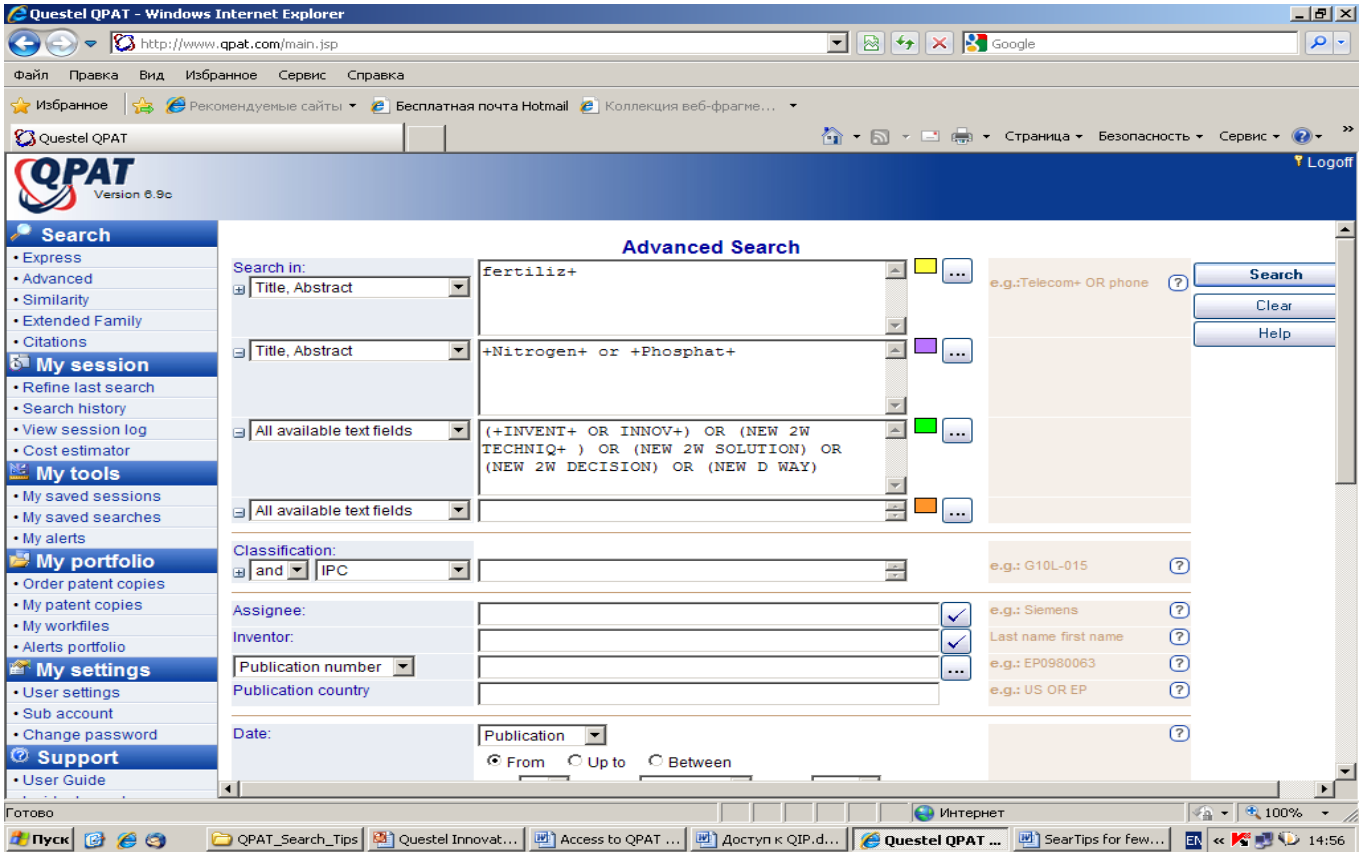 Questel QPAT - Windows Internet Explorer
http://www.qpat.com/main.jsp
Google
Файл Правка Вид Избранное Сервис Справка
Избранное Рекомендуемые сайты Бесплатная почта Hotmail Коллекция веб-фрагме...
Questel QPAT
Страница Безопасность Сервис »
QPAT
Version 6.9c
Logoff
Search
• Express
• Advanced
• Similarity
• Extended Family
• Citations
My session
• Refine last search
• Search history
• View session log
• Cost estimator
My tools
• My saved sessions
• My saved searches
• My alerts
My portfolio
• Order patent copies
• My patent copies
• My workfiles
• Alerts portfolio
My settings
• User settings
• Sub account
• Change password
Support
• User Guide
Advanced Search
Search in:
Title, Abstract
fertiliz+
...
e.g.:Telecom+ OR phone
?
Search
Clear
Help
Title, Abstract
+Nitrogen+ or +Phosphat+
...
All available text fields
(+INVENT+ OR INNOV+) OR (NEW 2W
TECHNIQ+ ) OR (NEW 2W SOLUTION) OR
(NEW 2W DECISION) OR (NEW D WAY)
...
All available text fields
...
Classification:
and IPC
e.g.: G10L-015
?
Assignee:
e.g.: Siemens
?
Inventor:
Last name first name
?
Publication number
...
e.g.: EP0980063
?
Publication country
e.g.: US OR EP
?
Date:
Publication
?
From Up to Between
Готово
Интернет
100%
Пуск
QPAT_Search_Tips
Questel Innovat...
Access to QPAT ...
Доступ к QIP.d...
Questel QPAT ...
SearTips for few...
EN
«
14:56